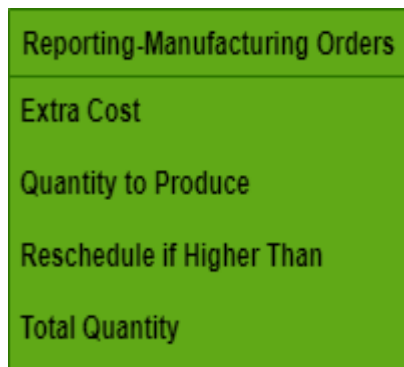 Reporting-Manufacturing Orders
Extra Cost
Quantity to Produce
Reschedule if Higher Than
Total Quantity